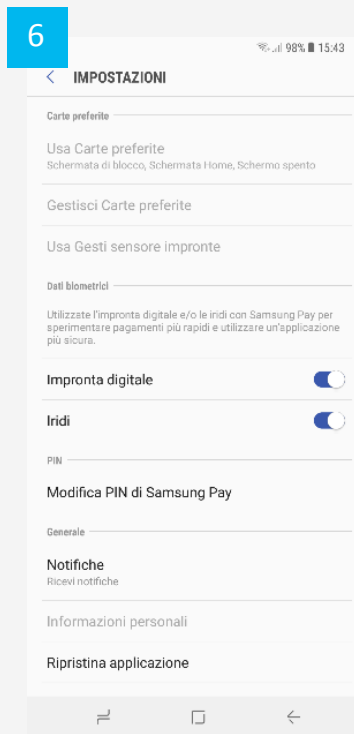 6
98% 15:43
IMPOSTAZIONI
Carte preferite
Usa Carte preferite
Schermata di blocco, Schermata Home, Schermo spento
Gestisci Carte preferite
Usa Gesti sensore impronte
Dati biometrici
Utilizzate l'impronta digitale e/o le iridi con Samsung Pay per
sperimentare pagamenti più rapidi e utilizzare un'applicazione
più sicura.
Impronta digitale
Iridi
PIN
Modifica PIN di Samsung Pay
Generale
Notifiche
Ricevi notifiche
Informazioni personali
Ripristina applicazione